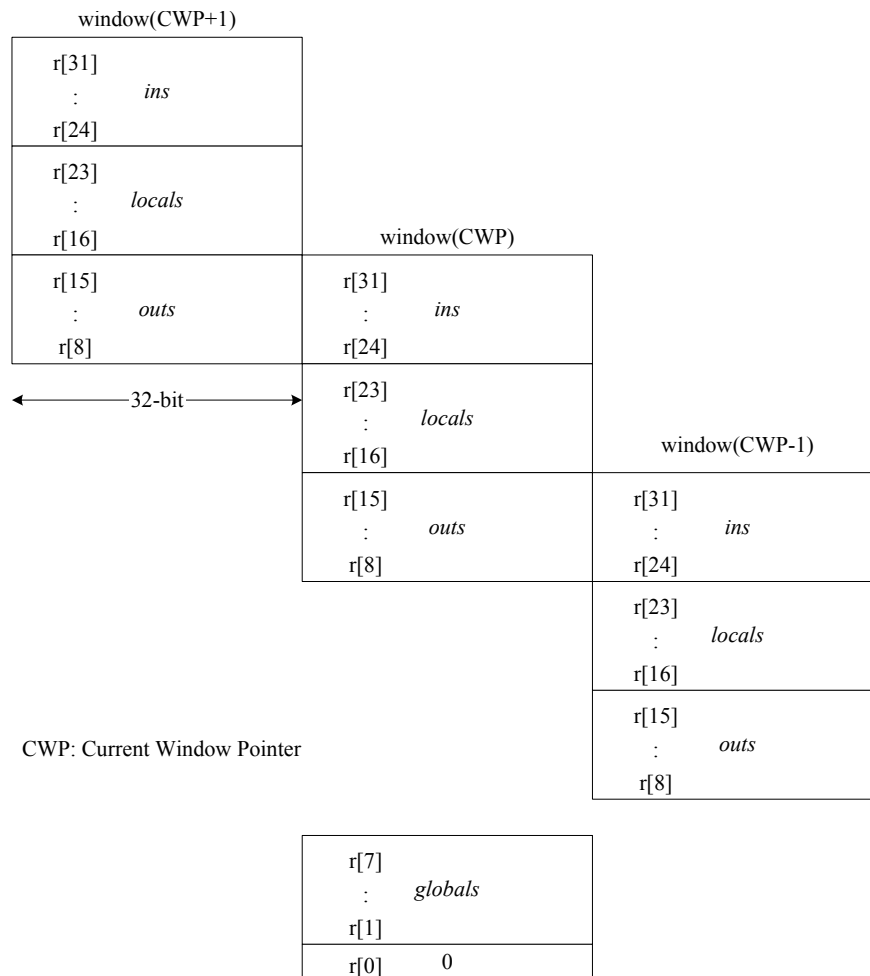 window(CWP+1)
r[31]
: ins
r[24]
r[23]
: locals
r[16]
r[15]
: outs
r[8]
32-bit
window(CWP)
r[31]
: ins
r[24]
r[23]
: locals
r[16]
r[15]
: outs
r[8]
window(CWP-1)
r[31]
: ins
r[24]
r[23]
: locals
r[16]
r[15]
: outs
r[8]
CWP: Current Window Pointer
r[7]
: globals
r[1]
r[0] 0